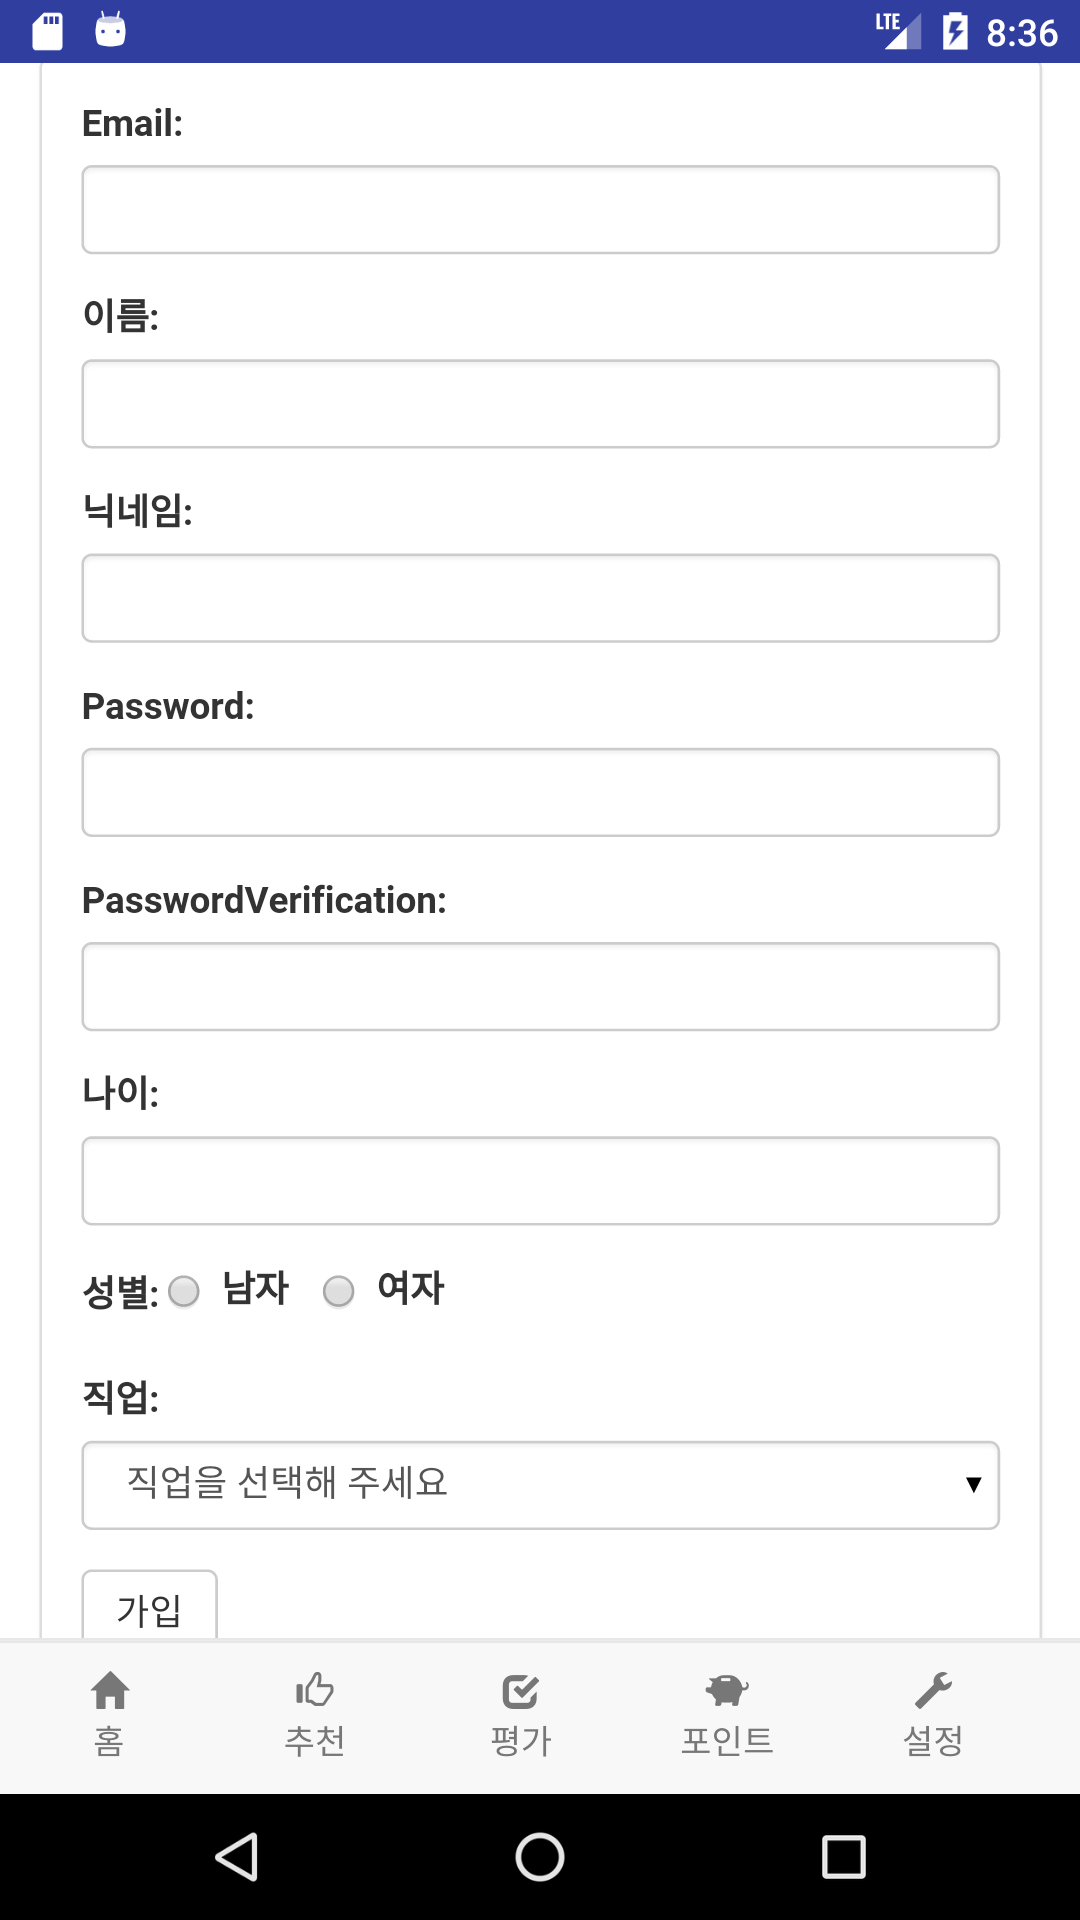 LTE 8:36
Email:
이름:
닉네임:
Password:
PasswordVerification:
나이:
성별: 남자 여자
직업:
직업을 선택해 주세요 ▼
가입
홈 추천 평가 포인트 설정